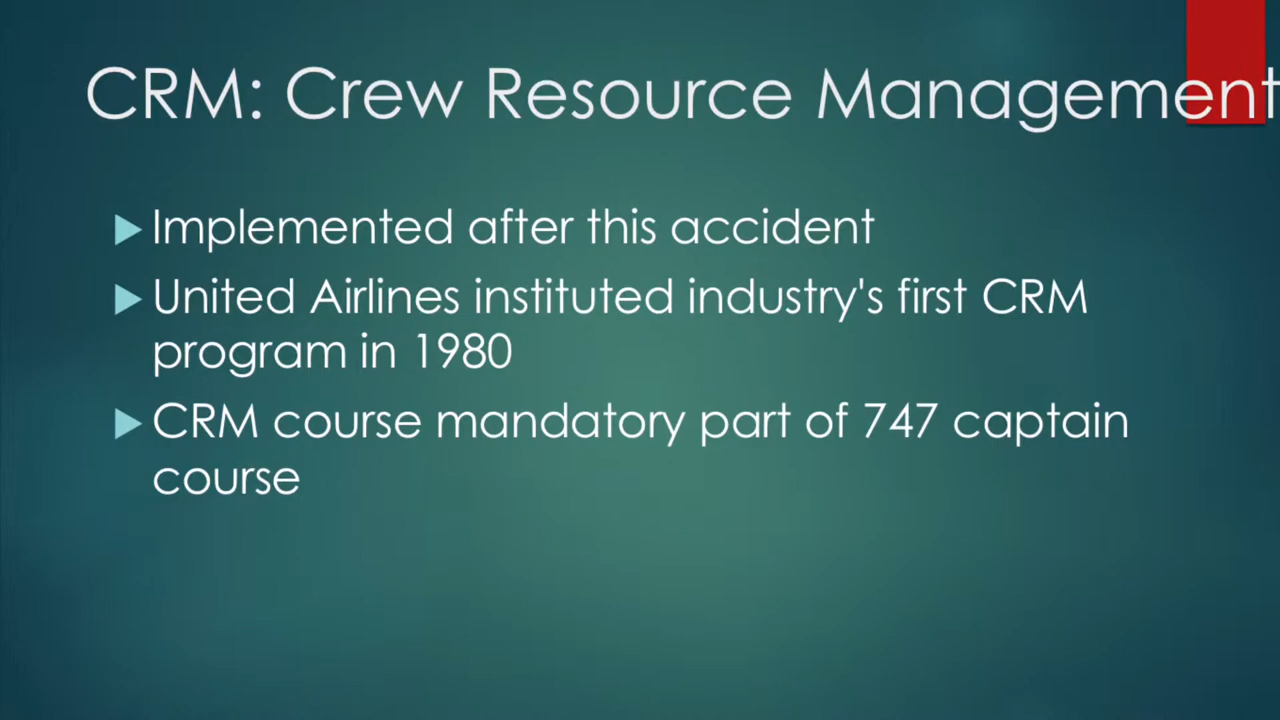 CRM: Crew Resource Management
Implemented after this accident
United Airlines instituted industry's first CRM
program in 1980
CRM course mandatory part of 747 captain
course